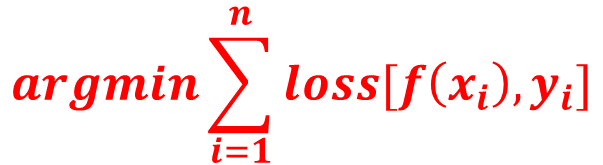 argmin ∑_{i=1}^{n} loss[f(x_i), y_i]